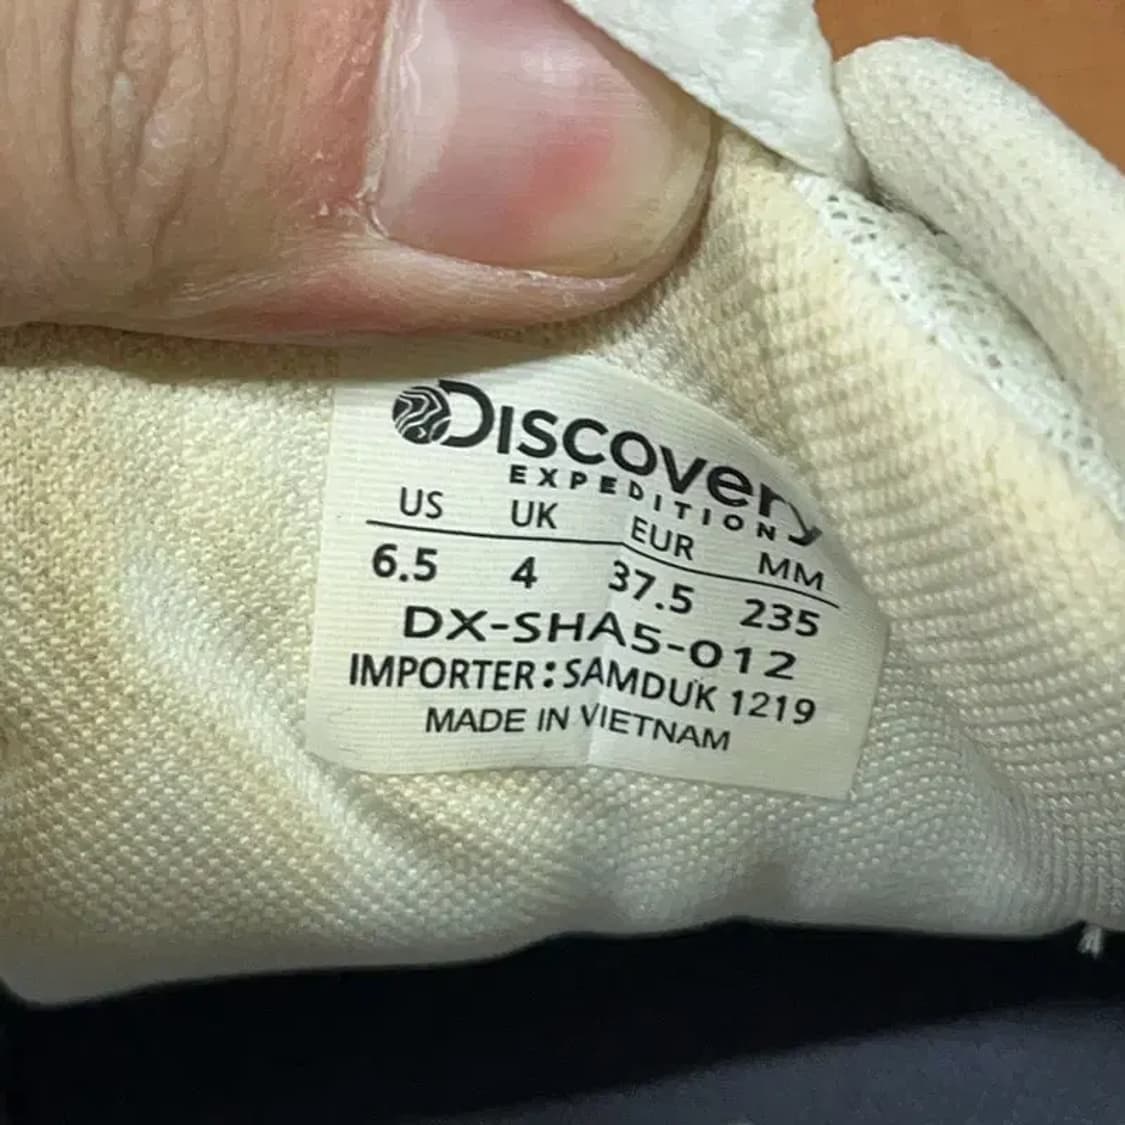 DISCOVery
EXPEDITION
US UK EUR MM
6.5 4 37.5 235
DX-SHA5-012
IMPORTER:SAMDUK 1219
MADE IN VIETNAM